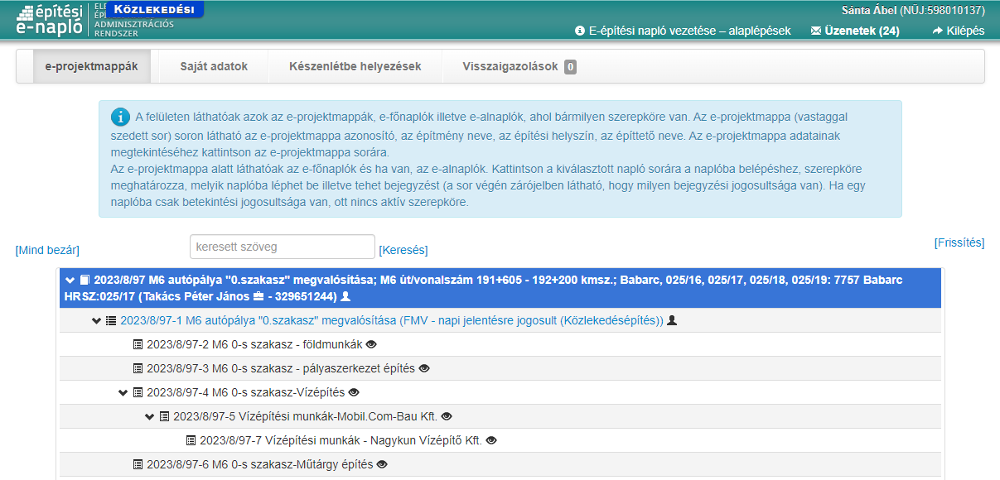 építési
e-napló
KÖZLEKEDÉSI
ADMINISZTRÁCIÓS
RENDSZER
Sánta Ábel (NÜJ:598010137)
E-építési napló vezetése – alaplépések
Üzenetek (24)
Kilépés
e-projektmappák
Saját adatok
Készenlétbe helyezések
Visszaigazolások 0
A felületen láthatóak azok az e-projektmappák, e-főnaplók illetve e-alnaplók, ahol bármilyen szerepköre van. Az e-projektmappa (vastaggal
szedett sor) soron látható az e-projektmappa azonosító, az építmény neve, az építési helyszín, az építtető neve. Az e-projektmappa adatainak
megtekintéséhez kattintson az e-projektmappa sorára.
Az e-projektmappa alatt láthatóak az e-főnaplók és ha van, az e-alnaplók. Kattintson a kiválasztott napló sorára a naplóba belépéshez, szerepköre
meghatározza, melyik naplóba léphet be illetve tehet bejegyzést (a sor végén zárójelben látható, hogy milyen bejegyzési jogosultsága van). Ha egy
naplóba csak betekintési jogosultsága van, ott nincs aktív szerepköre.
[Mind bezár]
keresett szöveg
[Keresés]
[Frissítés]
2023/8/97 M6 autópálya "0.szakasz" megvalósítása; M6 út/vonalszám 191+605 - 192+200 kmsz.; Babarc, 025/16, 025/17, 025/18, 025/19: 7757 Babarc
HRSZ:025/17 (Takács Péter János - 329651244)
2023/8/97-1 M6 autópálya "0.szakasz" megvalósítása (FMV - napi jelentésre jogosult (Közlekedésépítés))
2023/8/97-2 M6 0-s szakasz - földmunkák
2023/8/97-3 M6 0-s szakasz - pályaszerkezet építés
2023/8/97-4 M6 0-s szakasz-Vízépítés
2023/8/97-5 Vízépítési munkák-Mobil.Com-Bau Kft.
2023/8/97-7 Vízépítési munkák - Nagykun Vízépítő Kft.
2023/8/97-6 M6 0-s szakasz-Műtárgy építés